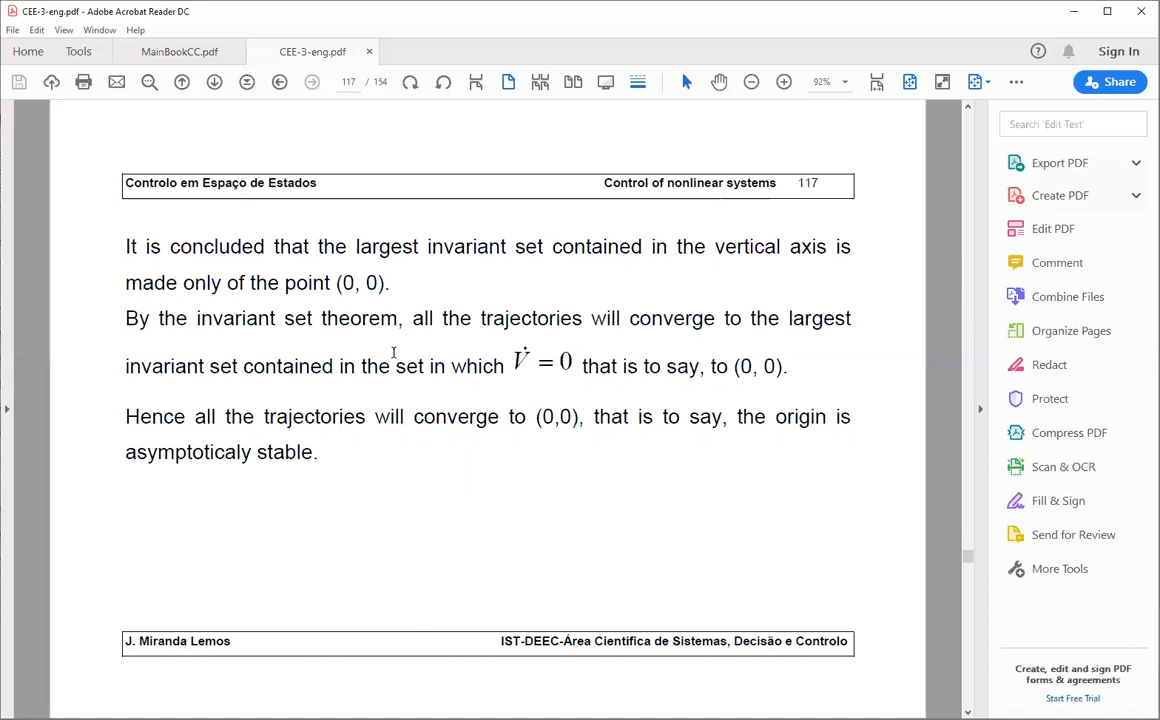 CEE-3-eng.pdf - Adobe Acrobat Reader DC
File Edit View Window Help
Home Tools MainBookCC.pdf CEE-3-eng.pdf × Sign In
117 / 154 92% Share
Search 'Edit Text'
Controlo em Espaço de Estados Control of nonlinear systems 117
It is concluded that the largest invariant set contained in the vertical axis is
made only of the point (0, 0).
By the invariant set theorem, all the trajectories will converge to the largest
invariant set contained in the set in which V̇ = 0 that is to say, to (0, 0).
Hence all the trajectories will converge to (0,0), that is to say, the origin is
asymptoticaly stable.
J. Miranda Lemos IST-DEEC-Área Científica de Sistemas, Decisão e Controlo
Export PDF
Create PDF
Edit PDF
Comment
Combine Files
Organize Pages
Redact
Protect
Compress PDF
Scan & OCR
Fill & Sign
Send for Review
More Tools
Create, edit and sign PDF
forms & agreements
Start Free Trial